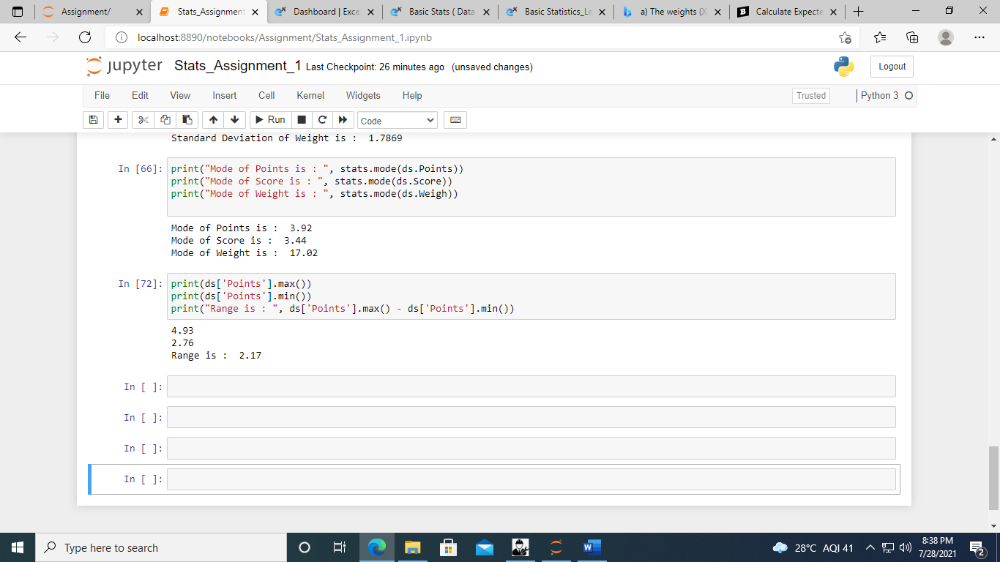 Assignment/
Stats_Assignment
Dashboard | Exce
Basic Stats ( Data
Basic Statistics_Le
a) The weights (X
Calculate Expecte
localhost:8890/notebooks/Assignment/Stats_Assignment_1.ipynb
jupyter Stats_Assignment_1 Last Checkpoint: 26 minutes ago (unsaved changes)
Logout
File Edit View Insert Cell Kernel Widgets Help
Trusted
Python 3
Run
Code
Standard Deviation of Weight is :  1.7869
In [66]: print("Mode of Points is : ", stats.mode(ds.Points))
print("Mode of Score is : ", stats.mode(ds.Score))
print("Mode of Weight is : ", stats.mode(ds.Weigh))
Mode of Points is :  3.92
Mode of Score is :  3.44
Mode of Weight is :  17.02
In [72]: print(ds['Points'].max())
print(ds['Points'].min())
print("Range is : ", ds['Points'].max() - ds['Points'].min())
4.93
2.76
Range is :  2.17
In [ ]:
In [ ]:
In [ ]:
In [ ]:
Type here to search
28°C AQI 41
8:38 PM
7/28/2021
2